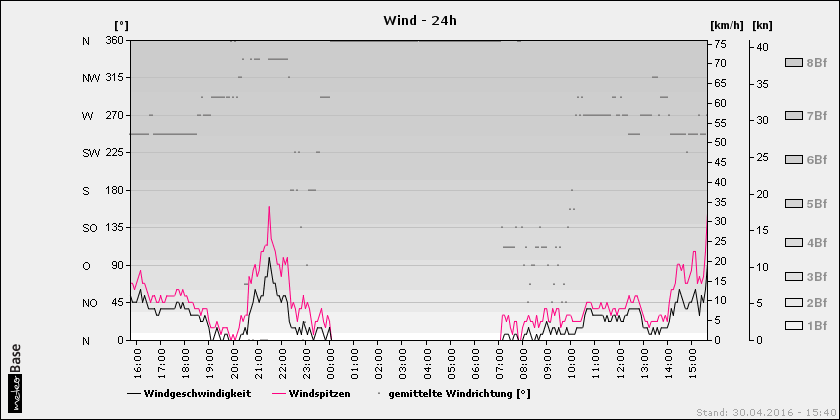 Wind - 24h
[°] [km/h] [kn]
N 360
NW 315
W 270
SW 225
S 180
SO 135
O 90
NO 45
N 0
75
70
65
60
55
50
45
40
35
30
25
20
15
10
5
0
40
35
30
25
20
15
10
5
0
8Bf
7Bf
6Bf
5Bf
4Bf
3Bf
2Bf
1Bf
16:00 17:00 18:00 19:00 20:00 21:00 22:00 23:00 00:00 01:00 02:00 03:00 04:00 05:00 06:00 07:00 08:00 09:00 10:00 11:00 12:00 13:00 14:00 15:00
Windgeschwindigkeit Windspitzen gemittelte Windrichtung [°]
meteoBase
Stand: 30.04.2016 - 15:40